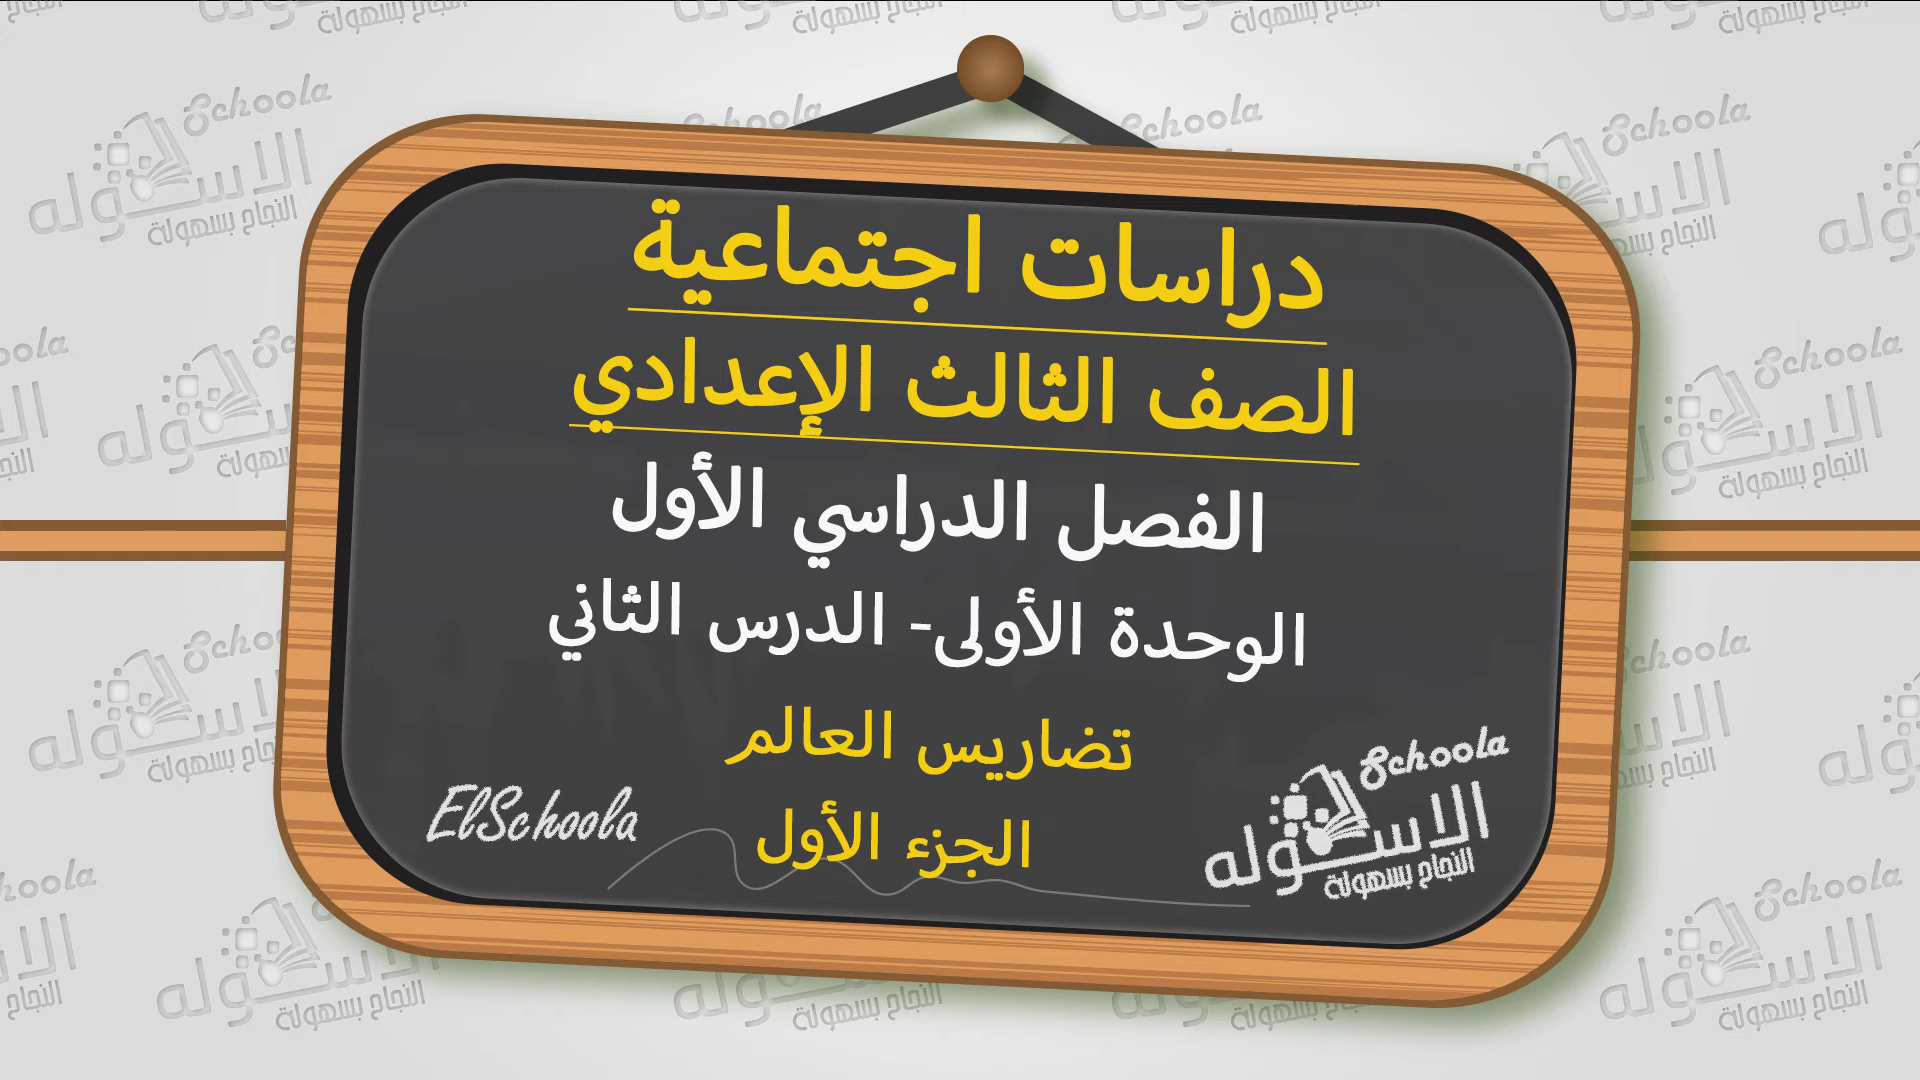 دراسات اجتماعية
الصف الثالث الإعدادي
الفصل الدراسي الأول
الوحدة الأولى- الدرس الثاني
تضاريس العالم
الجزء الأول
ElSchoola
Schoola
الاسكوله
النجاح بسهولة